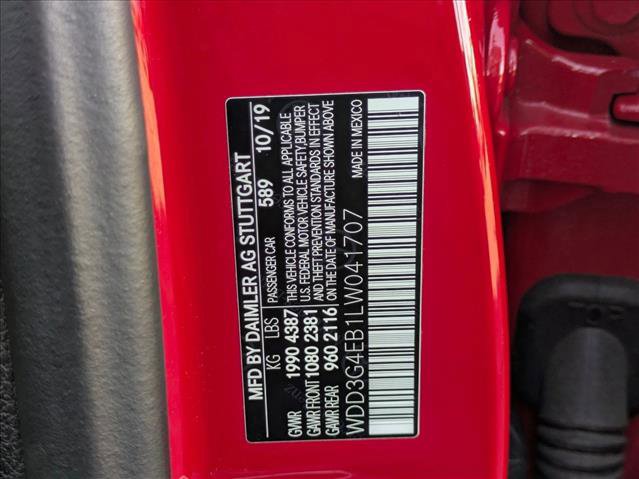 MFD BY DAIMLER AG STUTTGART
PASSENGER CAR 589 10/19
KG LBS
GVWR 1990 4387
GAWR FRONT 1080 2381
GAWR REAR 960 2116
THIS VEHICLE CONFORMS TO ALL APPLICABLE
U.S. FEDERAL MOTOR VEHICLE SAFETY, BUMPER
AND THEFT PREVENTION STANDARDS IN EFFECT
ON THE DATE OF MANUFACTURE SHOWN ABOVE
WDD3G4EB1LW041707
MADE IN MEXICO